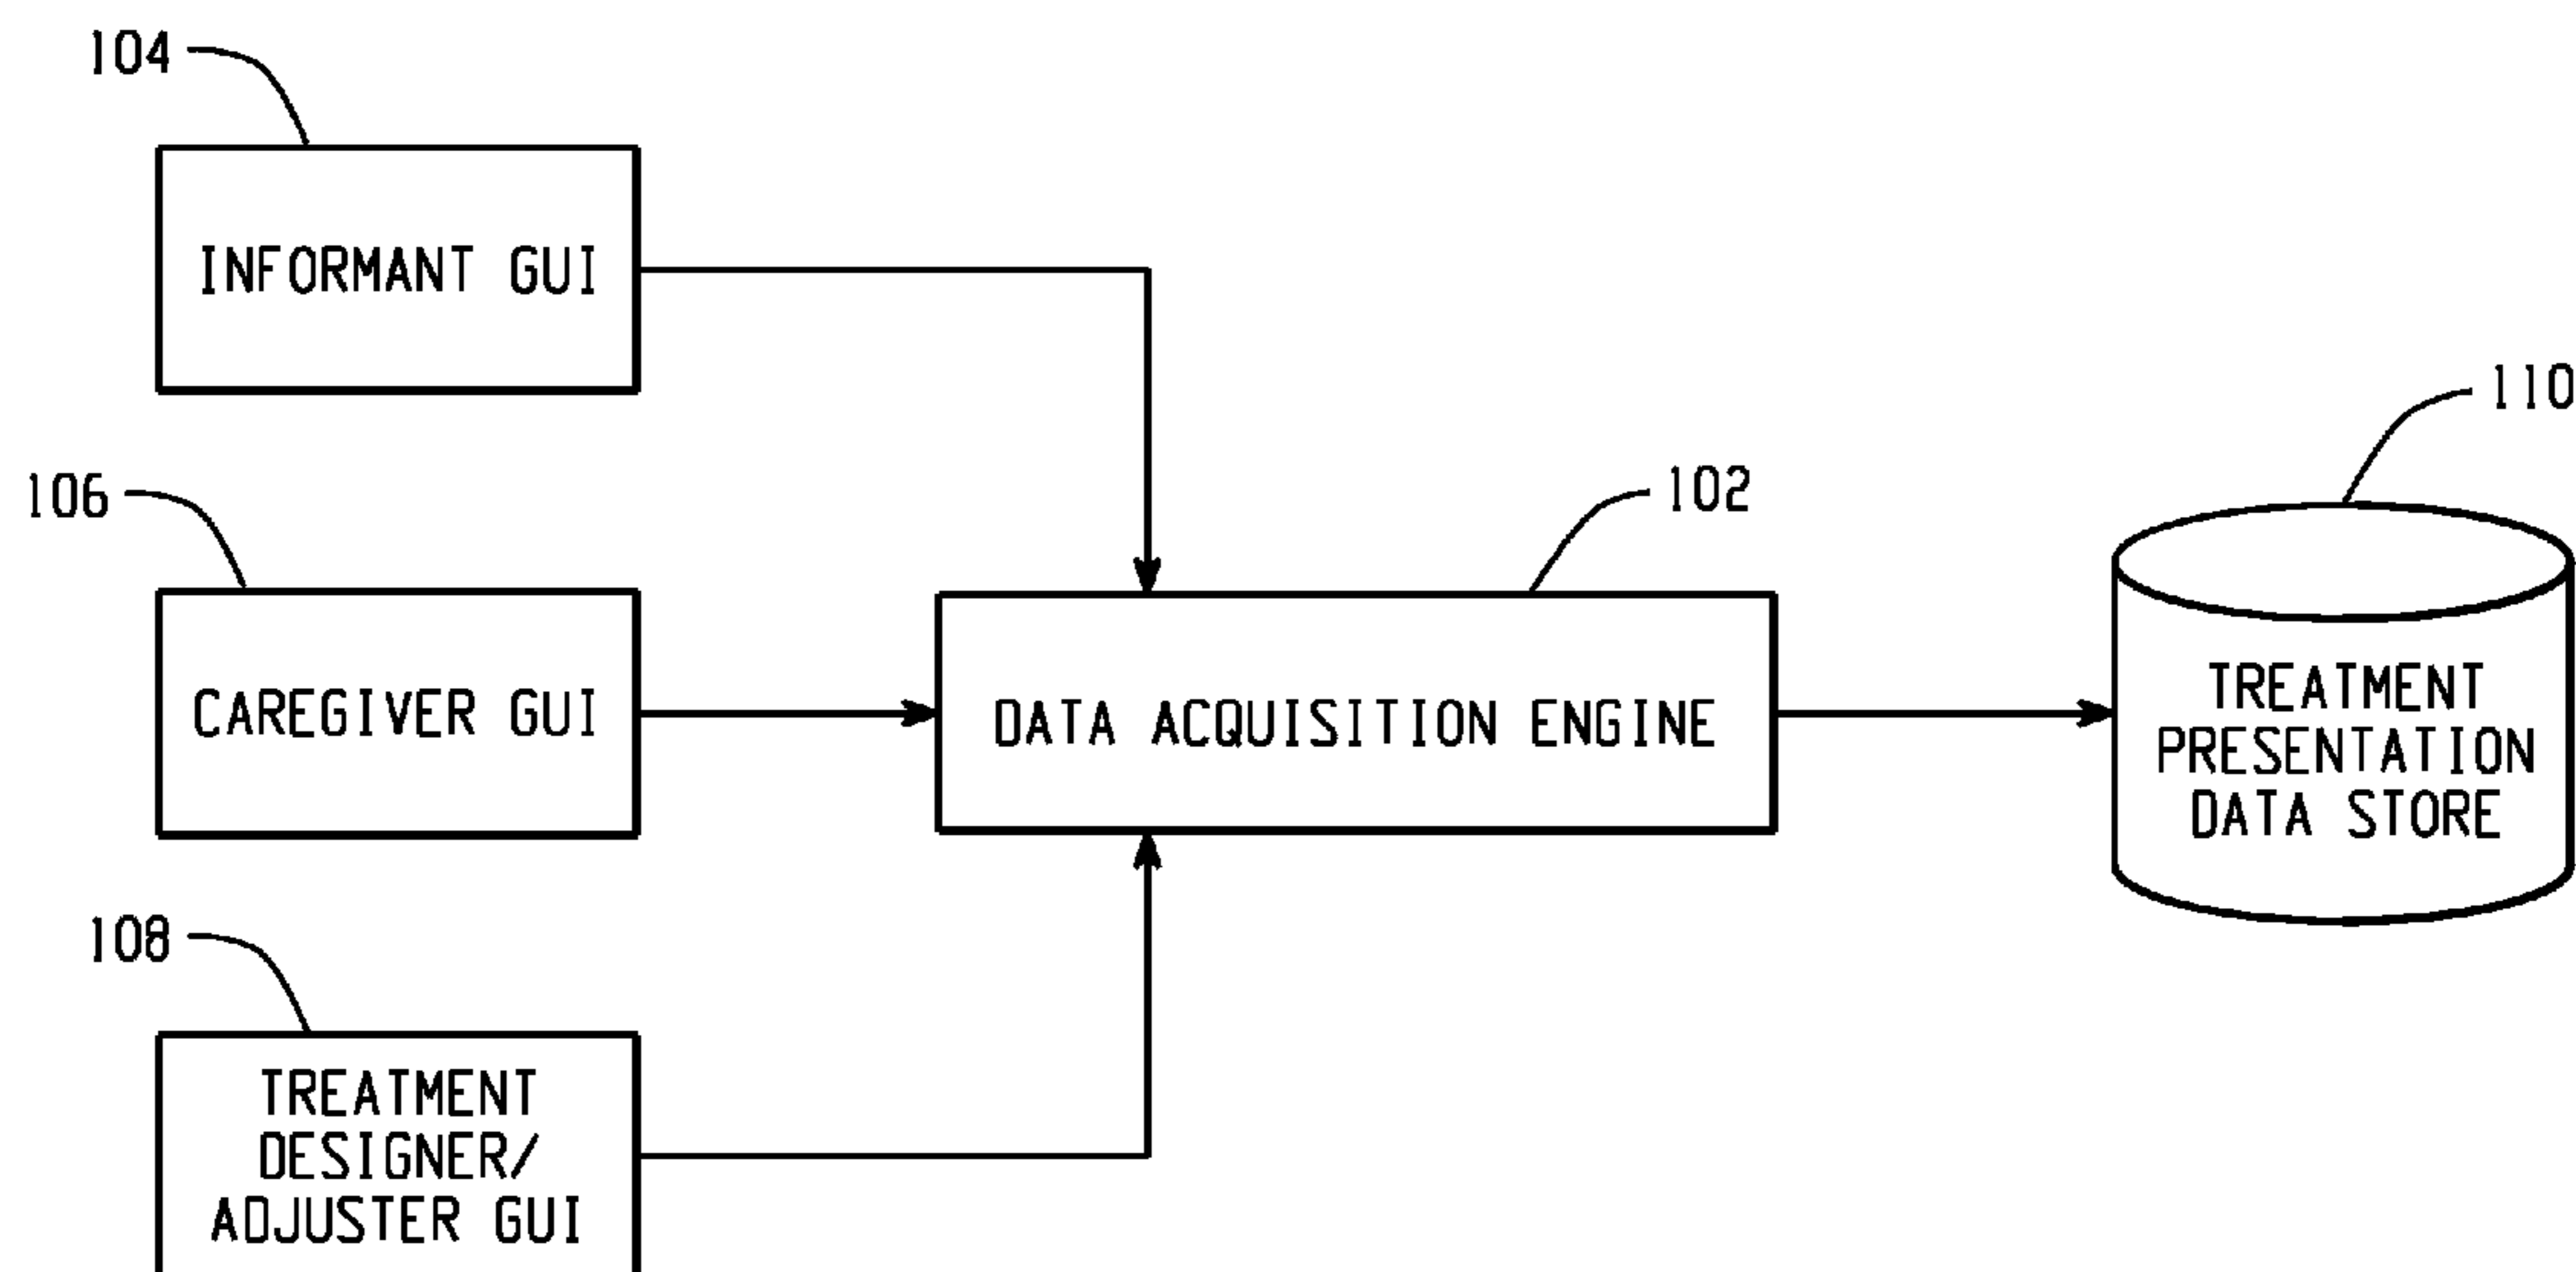 104
INFORMANT GUI
110
106
102
CAREGIVER GUI
DATA ACQUISITION ENGINE
TREATMENT
PRESENTATION
DATA STORE
108
TREATMENT
DESIGNER/
ADJUSTER GUI